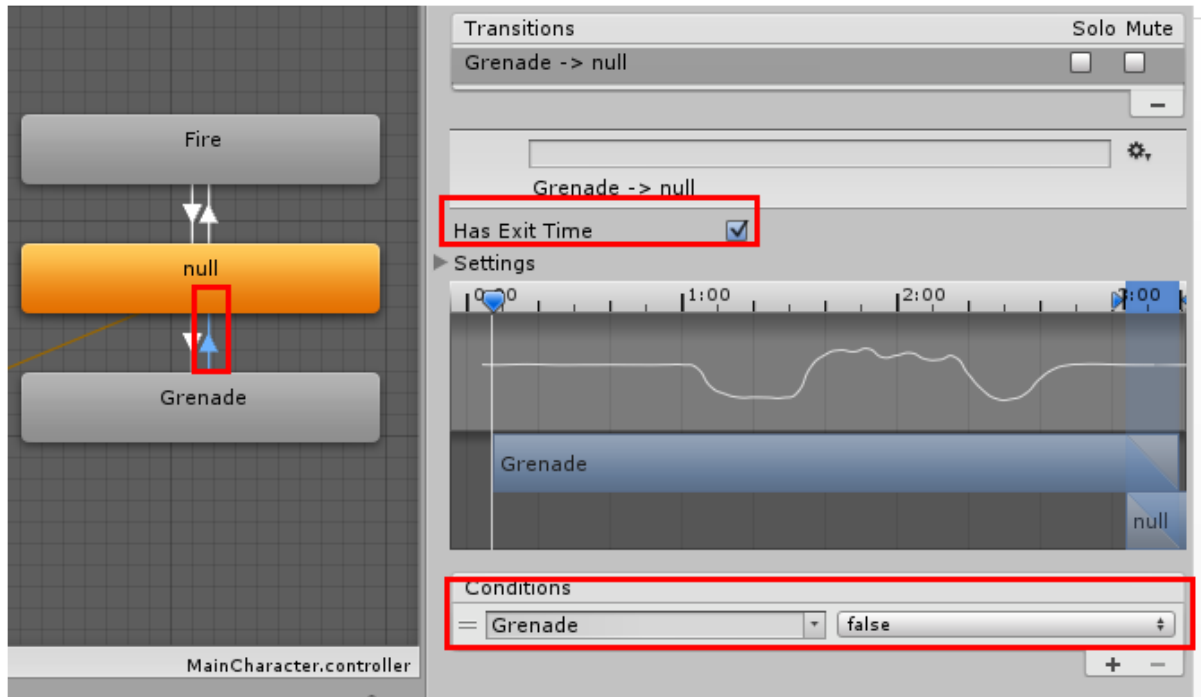 Fire
null
Grenade
MainCharacter.controller
Transitions Solo Mute
Grenade -> null
Grenade -> null
Has Exit Time
Settings
1:00 2:00
Grenade
null
Conditions
Grenade false